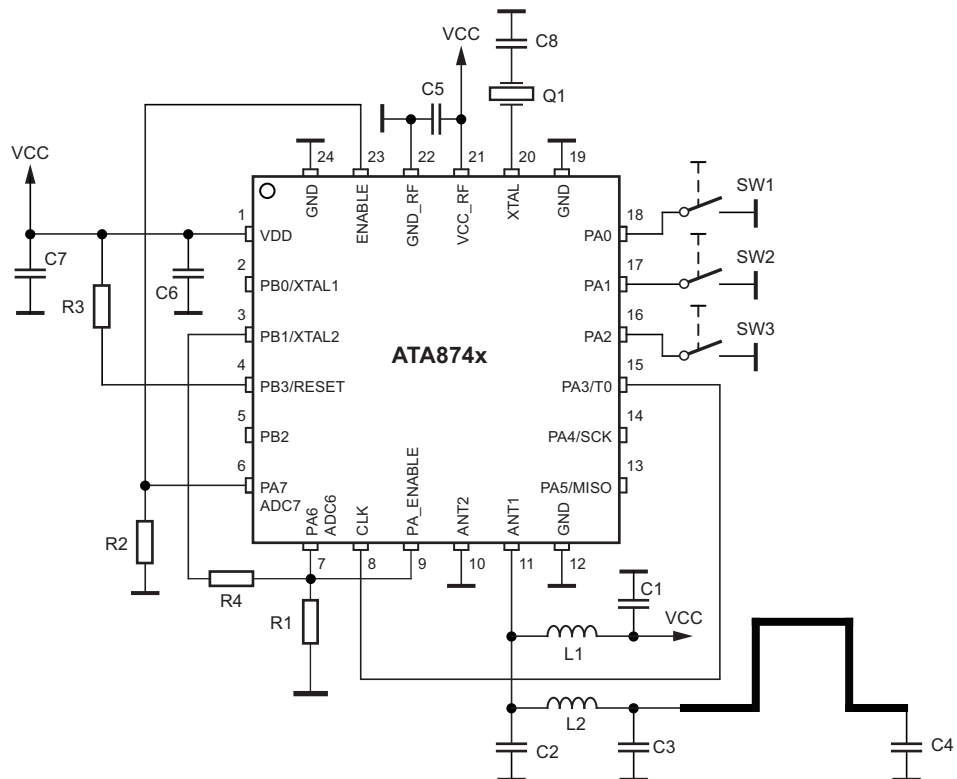 C8
VCC
C5
Q1
24 23 22 21 20 19
VCC
GND
ENABLE
GND_RF
VCC_RF
XTAL
GND
SW1
1
18
VDD
PA0
C7
2
17
SW2
C6
PB0/XTAL1
PA1
R3
3
16
SW3
PB1/XTAL2
PA2
ATA874x
4
15
PB3/RESET
PA3/T0
5
14
PB2
PA4/SCK
6
13
PA7
ADC7
PA5/MISO
PA6
ADC6
CLK
PA_ENABLE
ANT2
ANT1
GND
R2
7 8 9 10 11 12
R4
C1
R1
VCC
L1
L2
C2
C3
C4